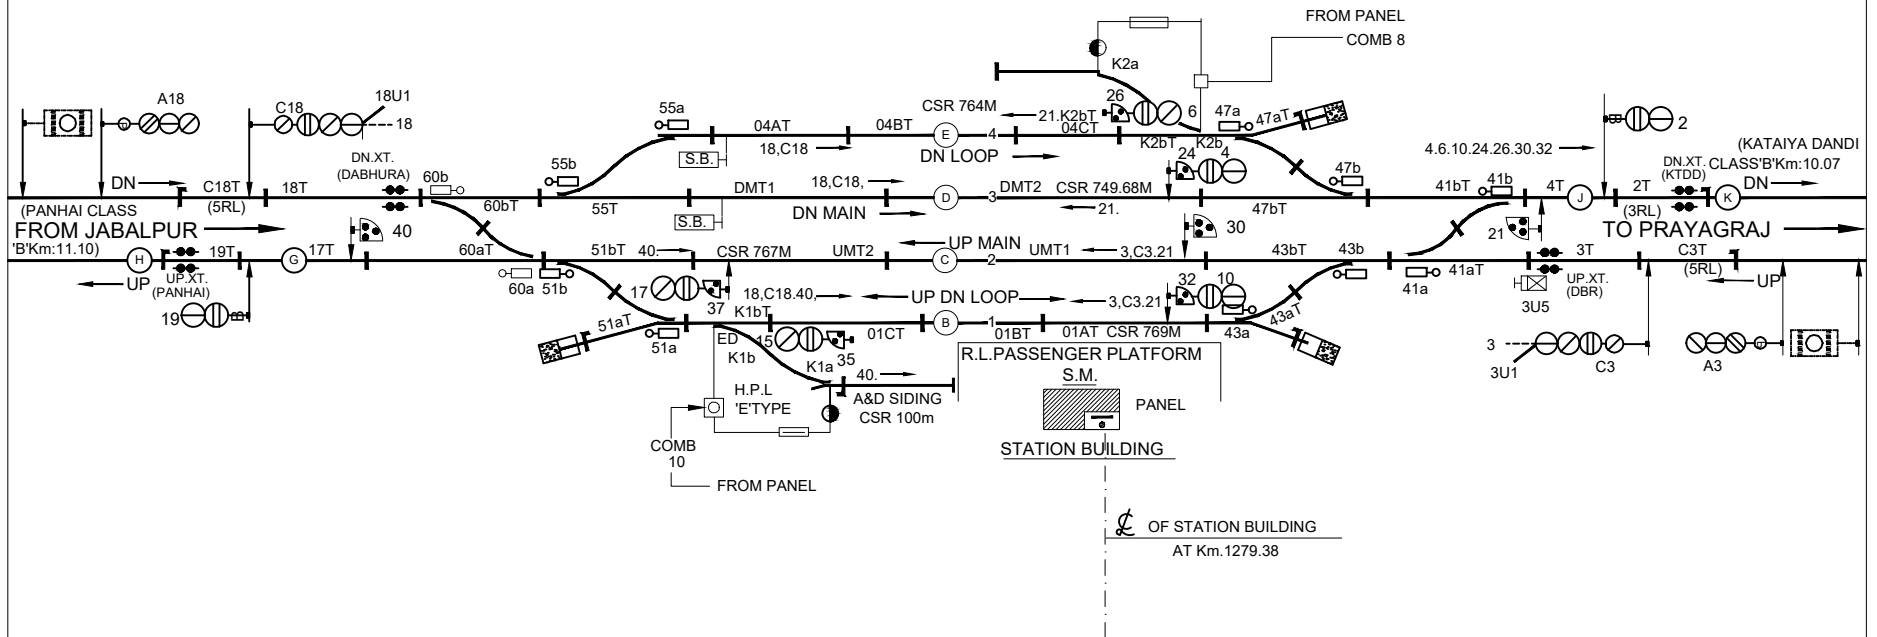 FROM PANEL
COMB 8
K2a
A18
C18
18U1
18
55a
CSR 764M
26
6
21.K2bT
47a
47aT
2
04AT
04BT
E
4
04CT
K2bT
K2b
18,C18
DN LOOP
24
4
4.6.10.24.26.30.32
(KATAIYA DANDI
CLASS'B'Km:10.07
DN.XT.
(KTDD)
DN.XT.
(DABHURA)
60b
55b
47b
41b
DN
C18T
(5RL)
18T
DMT1
18,C18,
DMT2
CSR 749.68M
41bT
4T
J
2T
(3RL)
K
DN
60bT
55T
S.B.
S.B.
DN MAIN
D
3
21.
47bT
(PANHAI CLASS
FROM JABALPUR
'B'Km:11.10)
40
30
21
TO PRAYAGRAJ
H
19T
G
17T
60aT
51bT
40.
CSR 767M
UMT2
UP MAIN
C
2
UMT1
3,C3.21
43bT
43b
41aT
3T
C3T
(5RL)
UP
UP.XT.
(PANHAI)
60a
51b
41a
UP.XT.
(DBR)
UP
17
37
18,C18.40,
UP DN LOOP
3,C3.21
32
10
3U5
19
B
51aT
51a
K1bT
01CT
B
1
01BT
01AT
CSR 769M
43a
43aT
ED
K1b
15
K1a
35
R.L.PASSENGER PLATFORM
3
3U1
C3
A3
40.
S.M.
H.P.L
'E'TYPE
A&D SIDING
CSR 100m
PANEL
COMB
10
STATION BUILDING
FROM PANEL
OF STATION BUILDING
AT Km.1279.38